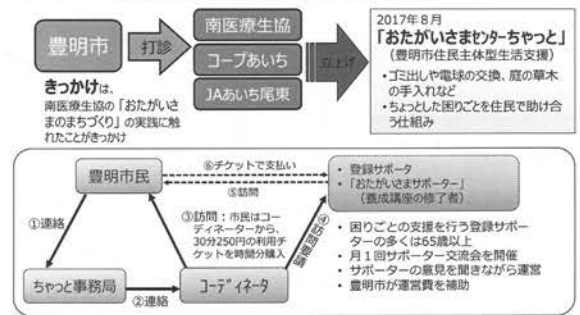 豊明市
打診
南医療生協
コープあいち
JAあいち尾東
立上げ
2017年8月
「おたがいさまセンターちゃっと」
(豊明市住民主体型生活支援)
・ゴミ出しや電球の交換、庭の草木
の手入れなど
・ちょっとした困りごとを住民で助け合
う仕組み
きっかけは、
南医療生協の「おたがいさ
まのまちづくり」の実践に触
れたことがきっかけ
豊明市民
⑥チケットで支払い
⑤訪問
・ 登録サポータ
・ 「おたがいさまサポーター」
(養成講座の修了者)
①連絡
③訪問：市民はコー
ディネーターから、
30分250円の利用チ
ケットを時間分購入
④訪問要請
ちゃっと事務局
②連絡
コーディネータ
・ 困りごとの支援を行う登録サポー
ターの多くは65歳以上
・ 月１回サポーター交流会を開催
・ サポーターの意見を聞きながら運営
・ 豊明市が運営費を補助